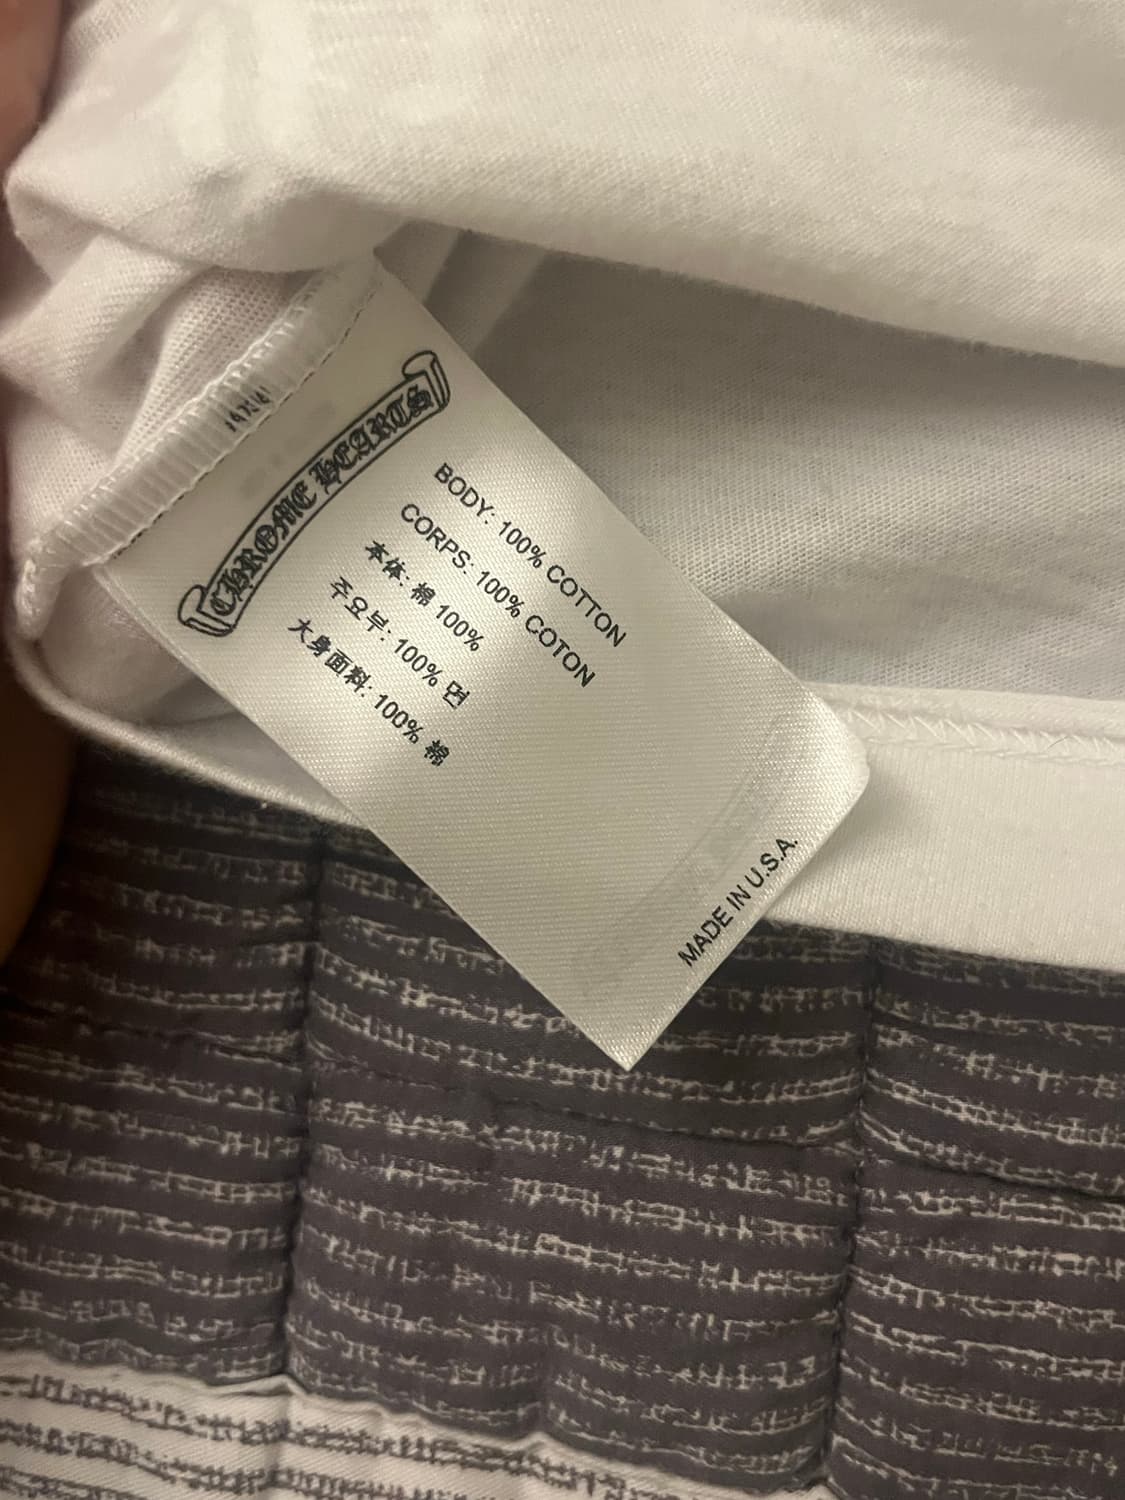 CHROME HEARTS
BODY: 100% COTTON
CORPS: 100% COTON
本体: 棉 100%
주요부: 100% 면
大身面料: 100% 棉
MADE IN U.S.A.